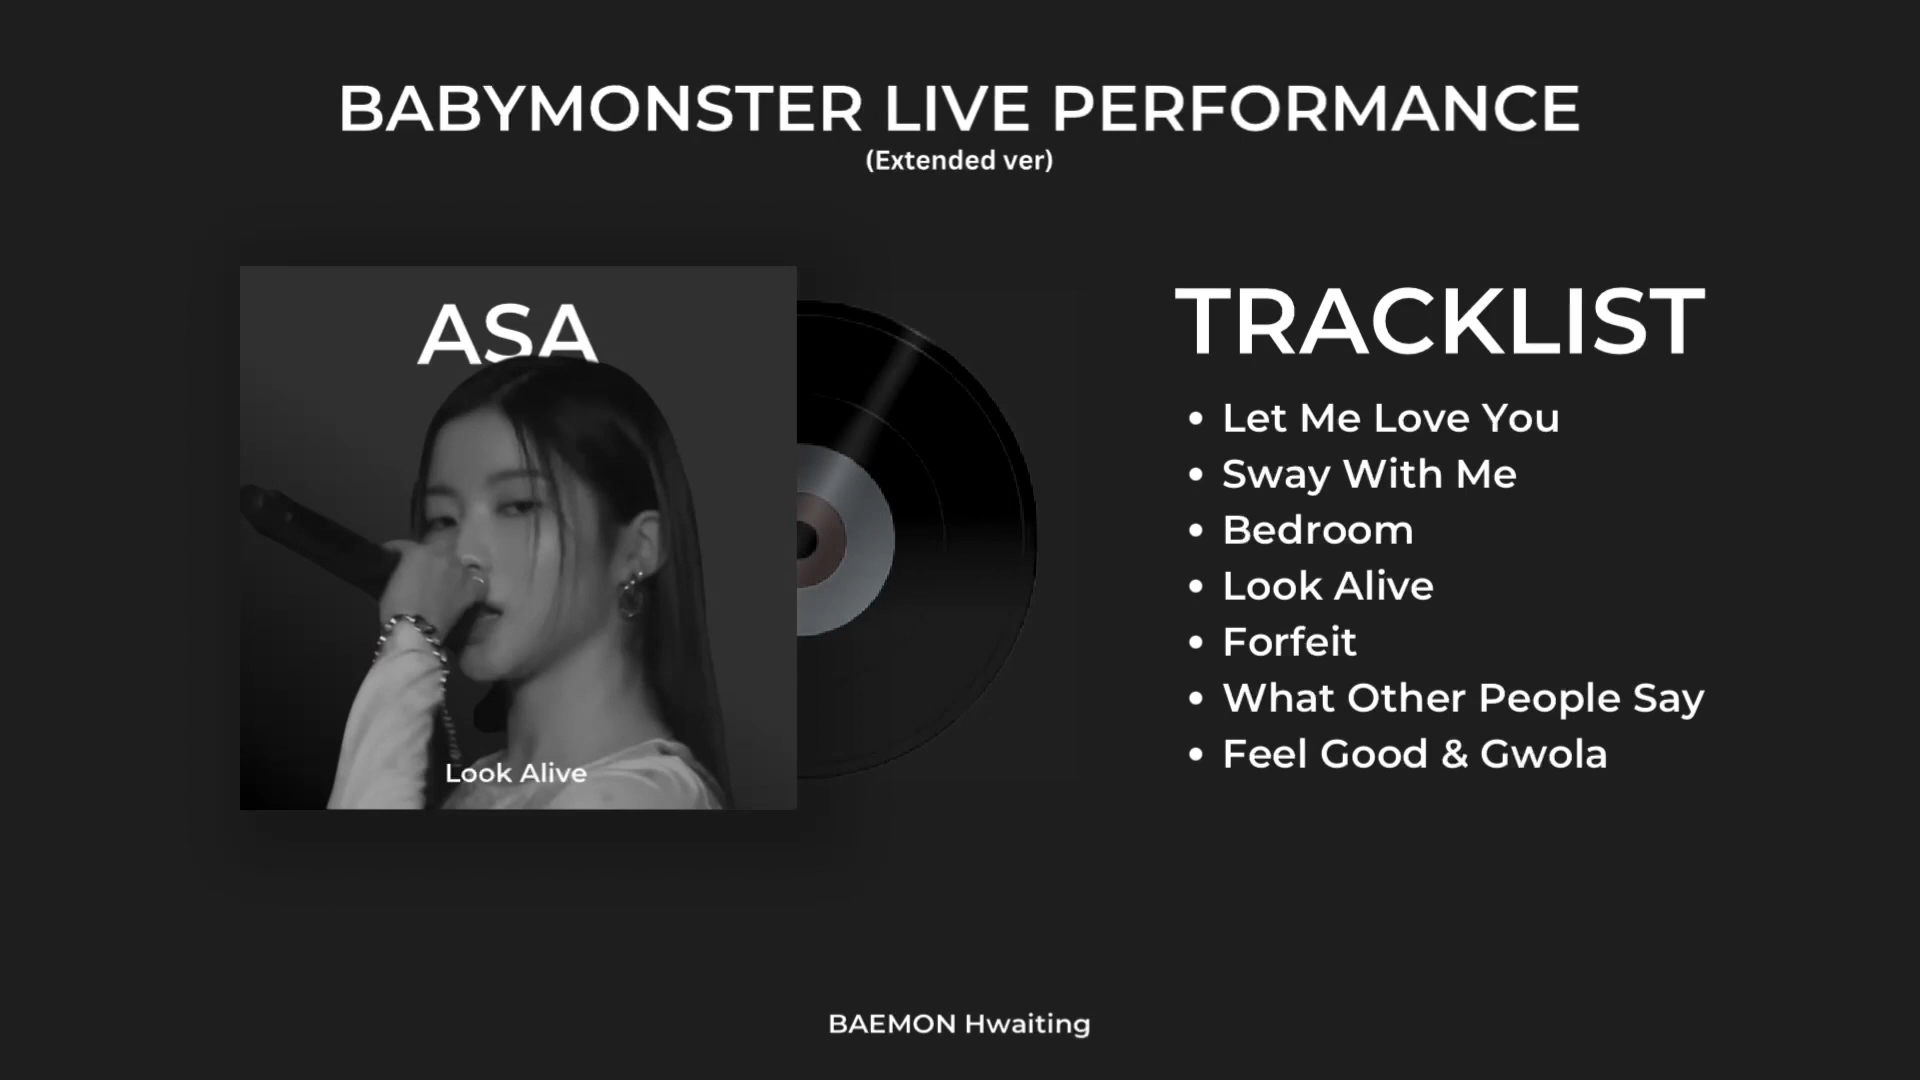 BABYMONSTER LIVE PERFORMANCE
(Extended ver)
ASA
Look Alive
TRACKLIST
• Let Me Love You
• Sway With Me
• Bedroom
• Look Alive
• Forfeit
• What Other People Say
• Feel Good & Gwola
BAEMON Hwaiting